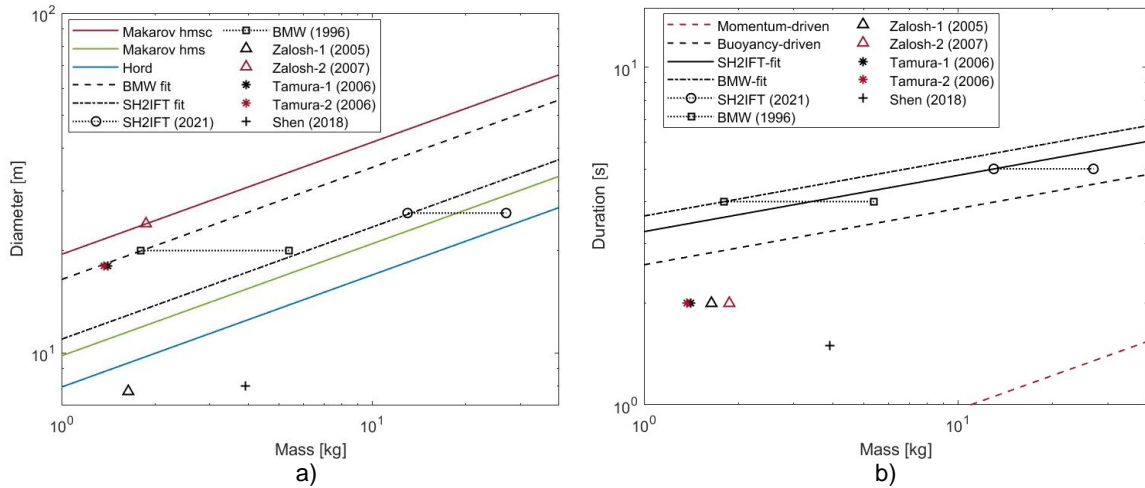 10²
Makarov hmsc
Makarov hms
Hord
BMW fit
SH2IFT fit
SH2IFT (2021)
BMW (1996)
Zalosh-1 (2005)
Zalosh-2 (2007)
Tamura-1 (2006)
Tamura-2 (2006)
Shen (2018)
Diameter [m]
10¹
10⁰
10¹
Mass [kg]
a)
Momentum-driven
Buoyancy-driven
SH2IFT-fit
BMW-fit
SH2IFT (2021)
BMW (1996)
Zalosh-1 (2005)
Zalosh-2 (2007)
Tamura-1 (2006)
Tamura-2 (2006)
Shen (2018)
10¹
Duration [s]
10⁰
10⁰
10¹
Mass [kg]
b)